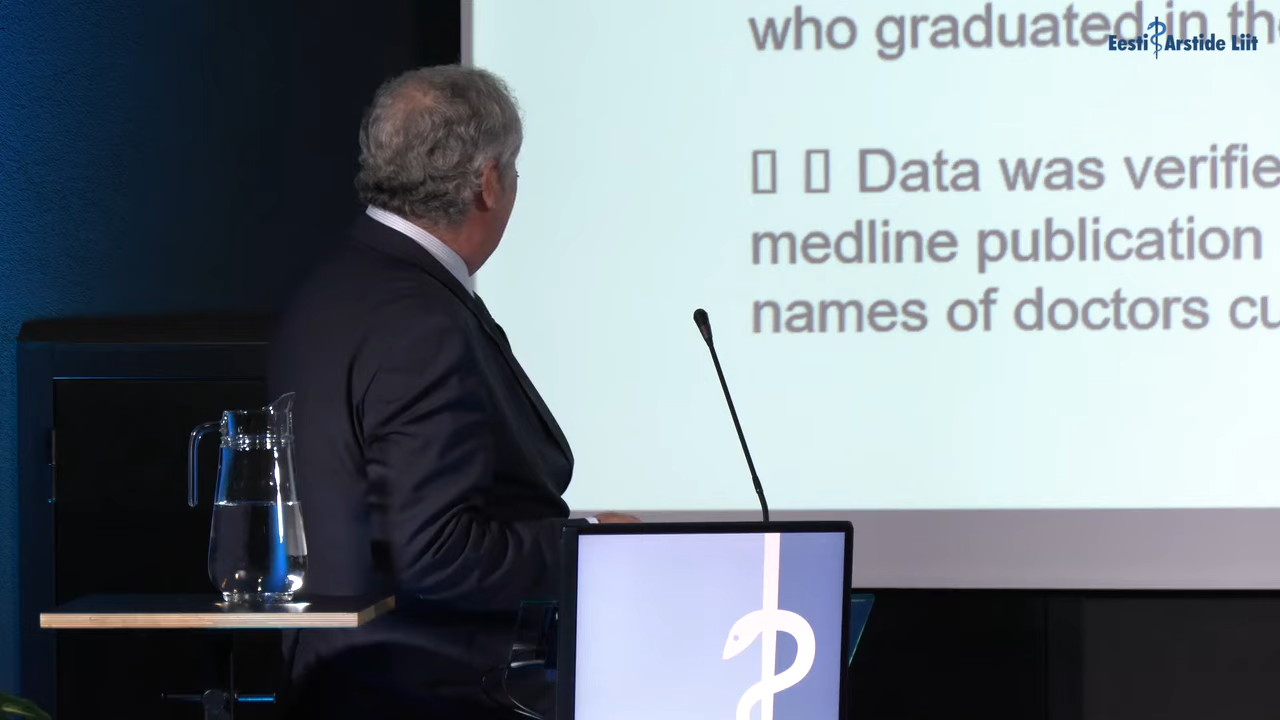 who graduated in the
Eesti Arstide Liit
Data was verifie
medline publication
names of doctors cu